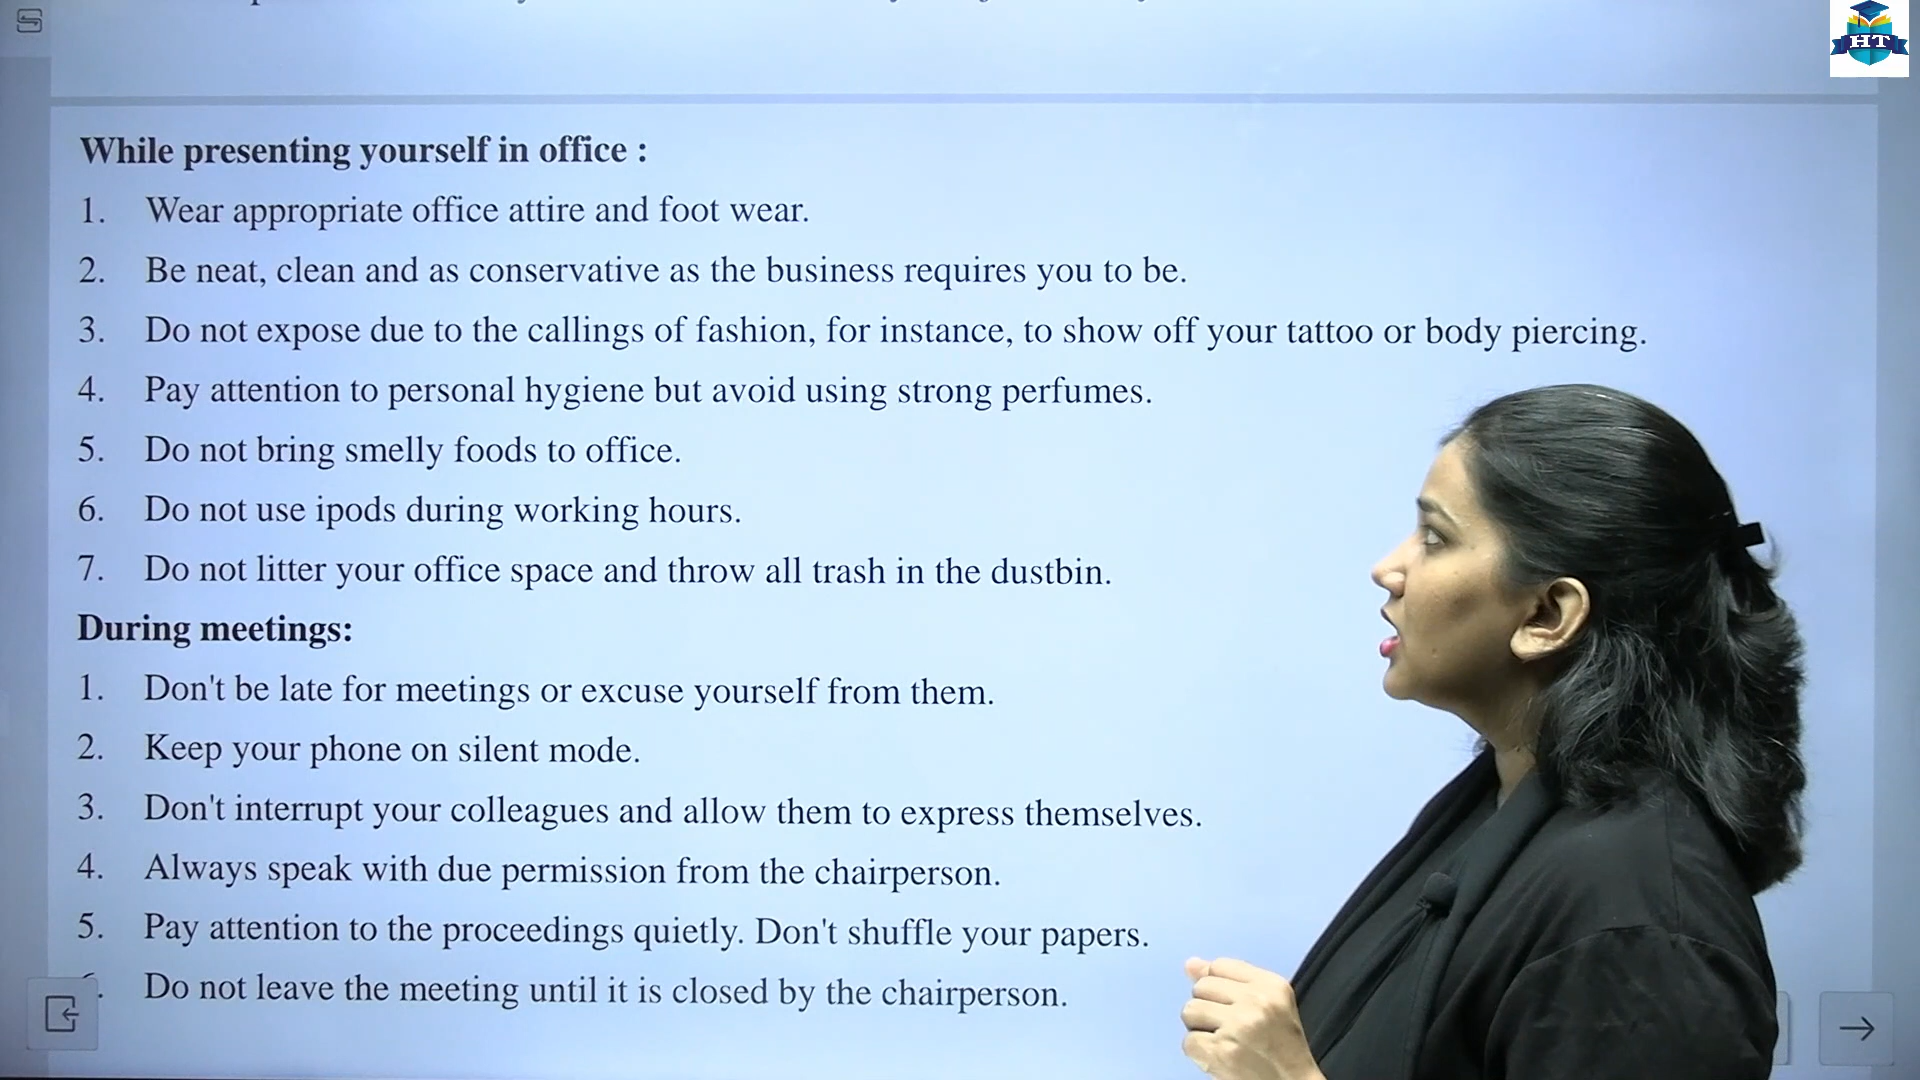 HT
While presenting yourself in office :
1. Wear appropriate office attire and foot wear.
2. Be neat, clean and as conservative as the business requires you to be.
3. Do not expose due to the callings of fashion, for instance, to show off your tattoo or body piercing.
4. Pay attention to personal hygiene but avoid using strong perfumes.
5. Do not bring smelly foods to office.
6. Do not use ipods during working hours.
7. Do not litter your office space and throw all trash in the dustbin.
During meetings:
1. Don't be late for meetings or excuse yourself from them.
2. Keep your phone on silent mode.
3. Don't interrupt your colleagues and allow them to express themselves.
4. Always speak with due permission from the chairperson.
5. Pay attention to the proceedings quietly. Don't shuffle your papers.
Do not leave the meeting until it is closed by the chairperson.